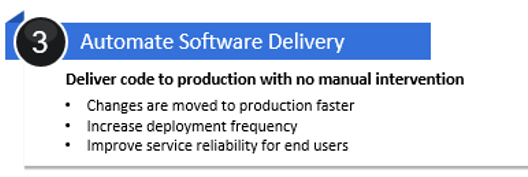 3 Automate Software Delivery
Deliver code to production with no manual intervention
• Changes are moved to production faster
• Increase deployment frequency
• Improve service reliability for end users